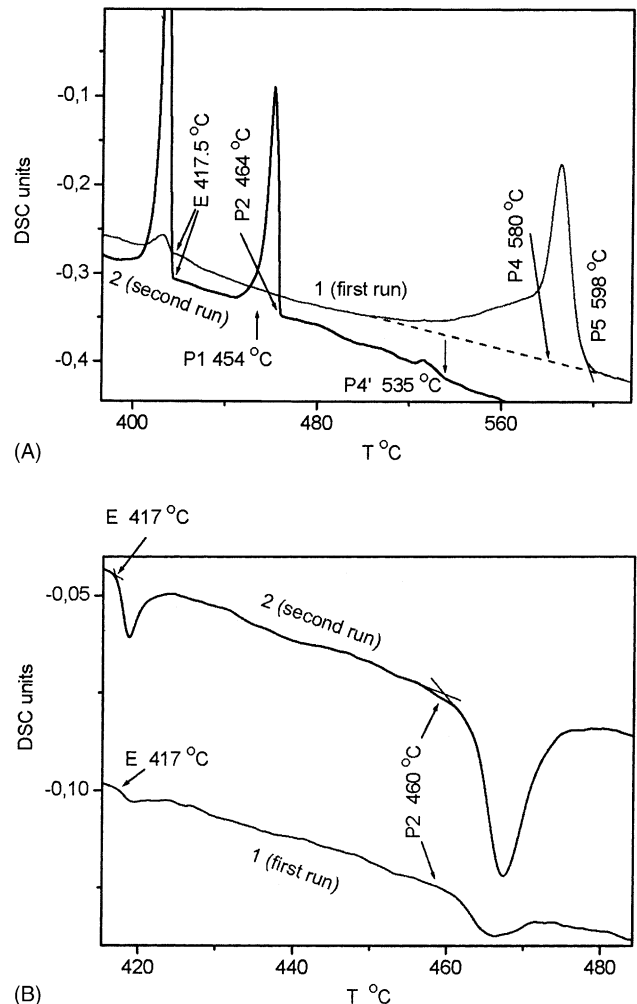 -0,1
-0,2
-0,3
-0,4
DSC units
E 417.5 °C
P2 464 °C
P4 580 °C
P5 598 °C
1 (first run)
2 (second run)
P1 454 °C
P4' 535 °C
400
480
560
(A)
T °C
E 417 °C
-0,05
2 (second run)
DSC units
E 417 °C
P2 460 °C
-0,10
1 (first run)
420
440
460
480
(B)
T °C